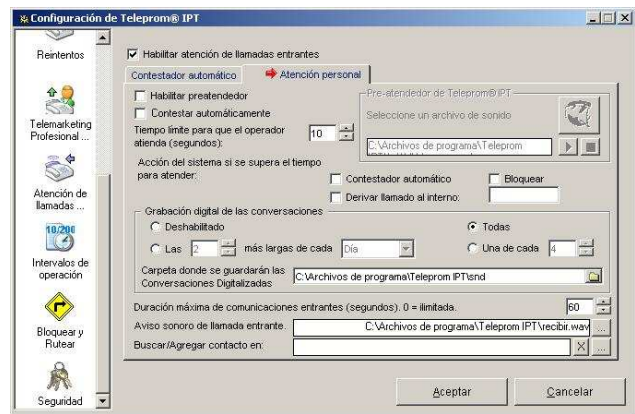 Configuración de Teleprom® IPT
Reintentos
Telemarketing
Profesional ...
Atención de
llamadas ...
10/200
Intervalos de
operación
Bloquear y
Rutear
Seguridad
Habilitar atención de llamadas entrantes
Contestador automático
Atención personal
Habilitar preatendedor
Contestar automáticamente
Tiempo límite para que el operador
atienda (segundos):
10
Pre-atendedor de Teleprom® IPT
Seleccione un archivo de sonido
C:\Archivos de programa\Teleprom
Acción del sistema si se supera el tiempo
para atender:
Contestador automático
Bloquear
Derivar llamado al interno:
Grabación digital de las conversaciones
Deshabilitado
Todas
Las 2 más largas de cada Día
Una de cada 4
Carpeta donde se guardarán las
Conversaciones Digitalizadas
C:\Archivos de programa\Teleprom IPT\snd
Duración máxima de comunicaciones entrantes (segundos). 0 = ilimitada.
60
Aviso sonoro de llamada entrante.
C:\Archivos de programa\Teleprom IPT\recibir.wav
...
Buscar/Agregar contacto en:
X
...
Aceptar
Cancelar